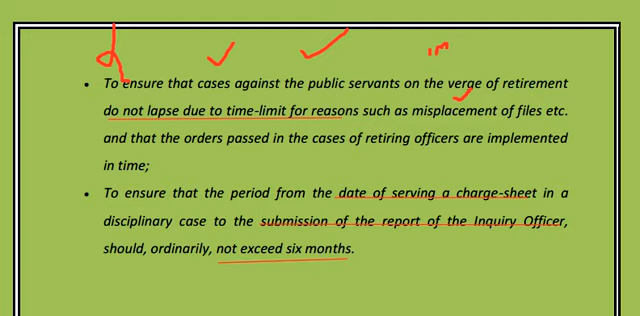 • To ensure that cases against the public servants on the verge of retirement
do not lapse due to time-limit for reasons such as misplacement of files etc.
and that the orders passed in the cases of retiring officers are implemented
in time;
• To ensure that the period from the date of serving a charge-sheet in a
disciplinary case to the submission of the report of the Inquiry Officer,
should, ordinarily, not exceed six months.